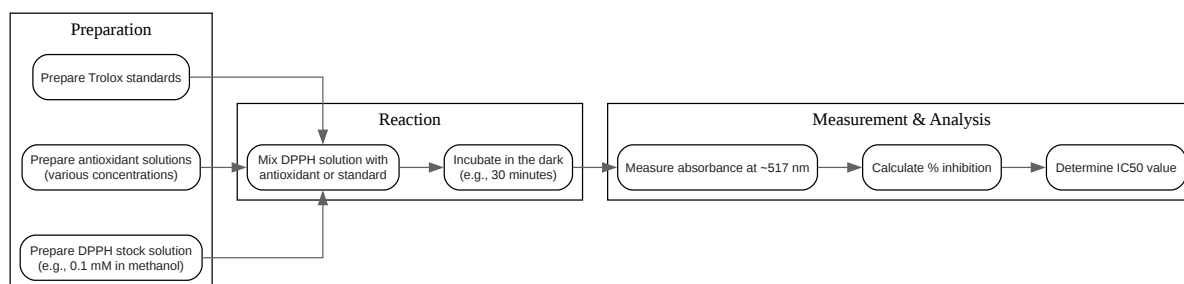 Preparation
Prepare Trolox standards
Prepare antioxidant solutions
(various concentrations)
Prepare DPPH stock solution
(e.g., 0.1 mM in methanol)
Reaction
Mix DPPH solution with
antioxidant or standard
Incubate in the dark
(e.g., 30 minutes)
Measurement & Analysis
Measure absorbance at ~517 nm
Calculate % inhibition
Determine IC50 value